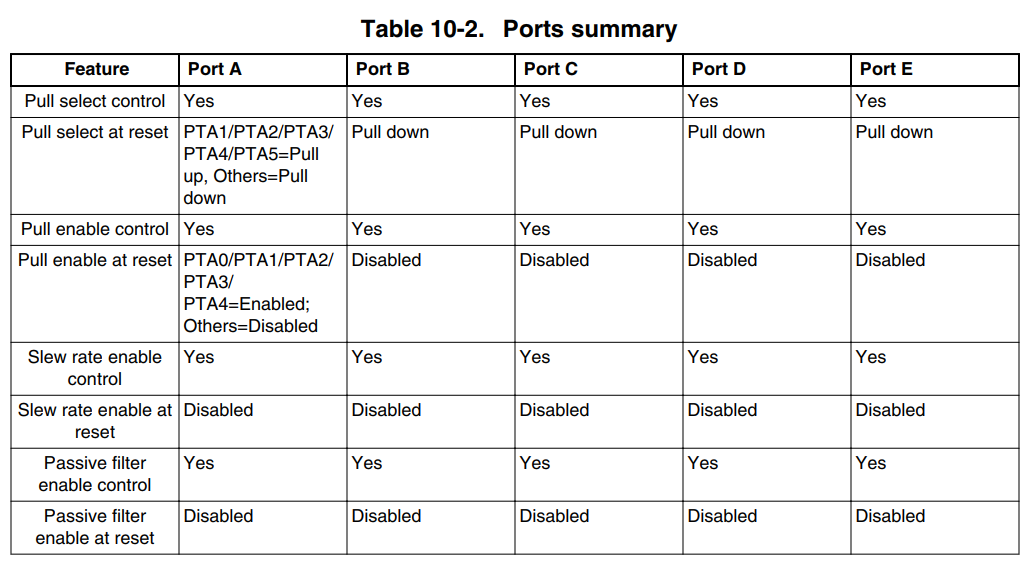 Table 10-2. Ports summary
Feature Port A Port B Port C Port D Port E
Pull select control Yes Yes Yes Yes Yes
Pull select at reset PTA1/PTA2/PTA3/ Pull down Pull down Pull down Pull down
PTA4/PTA5=Pull
up, Others=Pull
down
Pull enable control Yes Yes Yes Yes Yes
Pull enable at reset PTA0/PTA1/PTA2/ Disabled Disabled Disabled Disabled
PTA3/
PTA4=Enabled;
Others=Disabled
Slew rate enable Yes Yes Yes Yes Yes
control
Slew rate enable at Disabled Disabled Disabled Disabled Disabled
reset
Passive filter Yes Yes Yes Yes Yes
enable control
Passive filter Disabled Disabled Disabled Disabled Disabled
enable at reset